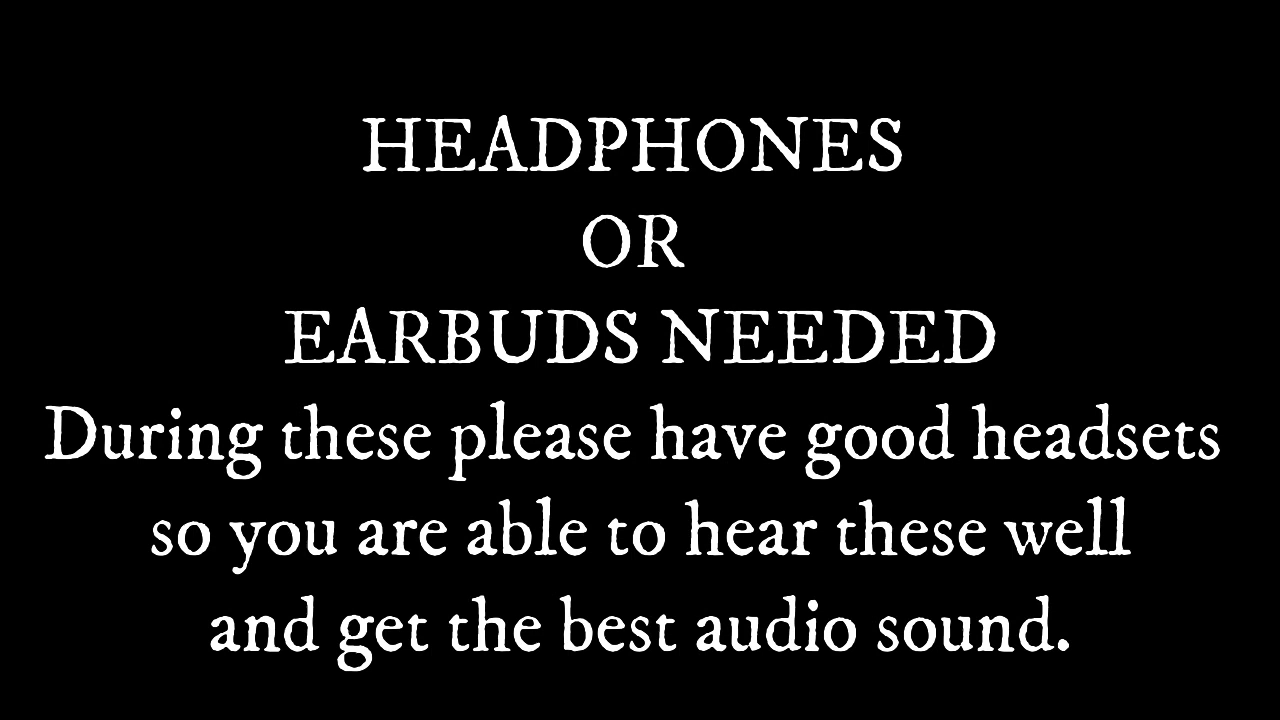 HEADPHONES
OR
EARBUDS NEEDED
During these please have good headsets
so you are able to hear these well
and get the best audio sound.